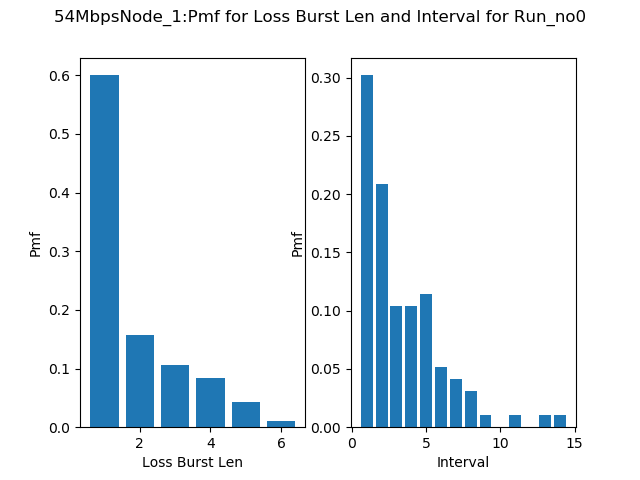 54MbpsNode_1:Pmf for Loss Burst Len and Interval for Run_no0
0.6
0.5
0.4
0.3
0.2
0.1
0.0
Pmf
2 4 6
Loss Burst Len
0.30
0.25
0.20
0.15
0.10
0.05
0.00
Pmf
0 5 10 15
Interval